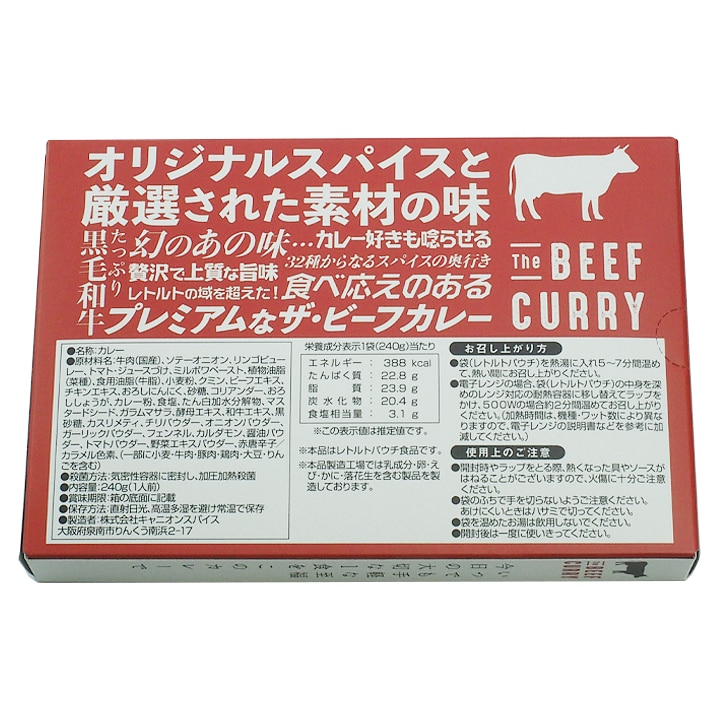 オリジナルスパイスと
厳選された素材の味
黒毛和牛
たっぷり
幻のあの味…カレー好きも唸らせる
贅沢で上質な旨味 32種からなるスパイスの奥行き
レトルトの域を超えた!食べ応えのある
プレミアムなザ・ビーフカレー
The BEEF
CURRY
●名称:カレー
●原材料名:牛肉(国産)、ソテーオニオン、リンゴピュー
レー、トマト・ジュースづけ、ミルポワペースト、植物油脂
(菜種)、食用油脂(牛脂)、小麦粉、クミン、ビーフエキス、
チキンエキス、おろしにんにく、砂糖、コリアンダー、おろ
ししょうが、カレー粉、食塩、たん白加水分解物、マス
タードシード、ガラムマサラ、酵母エキス、和牛エキス、黒
砂糖、カスリメティ、チリパウダー、オニオンパウダー、
ガーリックパウダー、フェンネル、カルダモン、醤油パウ
ダー、トマトパウダー、野菜エキスパウダー、赤唐辛子/
カラメル色素、(一部に小麦・牛肉・豚肉・鶏肉・大豆・りん
ごを含む)
●殺菌方法:気密性容器に密封し、加圧加熱殺菌
●内容量:240g(1人前)
●賞味期限:箱の底面に記載
●保存方法:直射日光、高温多湿を避け常温で保存
●製造者:株式会社キャニオンスパイス
大阪府泉南市りんくう南浜2-17
栄養成分表示1袋(240g)当たり
エネルギー: 388 kcal
たんぱく質: 22.8 g
脂質: 23.9 g
炭水化物: 20.4 g
食塩相当量: 3.1 g
※この表示値は推定値です。
※本品はレトルトパウチ食品です。
※本品製造工場では乳成分・卵・え
び・かに・落花生を含む製品を製
造しております。
お召し上がり方
●袋(レトルトパウチ)を熱湯に入れ5~7分間温め
て、熱い間にお召し上がりください。
●電子レンジの場合、袋(レトルトパウチ)の中身を深
めのレンジ対応の耐熱容器に移し替えてラップを
かけ、500Wの場合約2分間温めてお召し上がり
ください。(加熱時間は、機種・ワット数により異な
りますので、電子レンジの説明書などを参考に加
減してください。)
使用上のご注意
●開封時やラップをとる際、熱くなった具やソースが
はねることがございますので、火傷に十分ご注意
ください。
●袋のふちで手を切らないようご注意ください。
あけにくいときはハサミで切ってください。
●袋を温めたお湯は飲用しないでください。
●開封後は一度に使いきってください。
The BEEF
CURRY